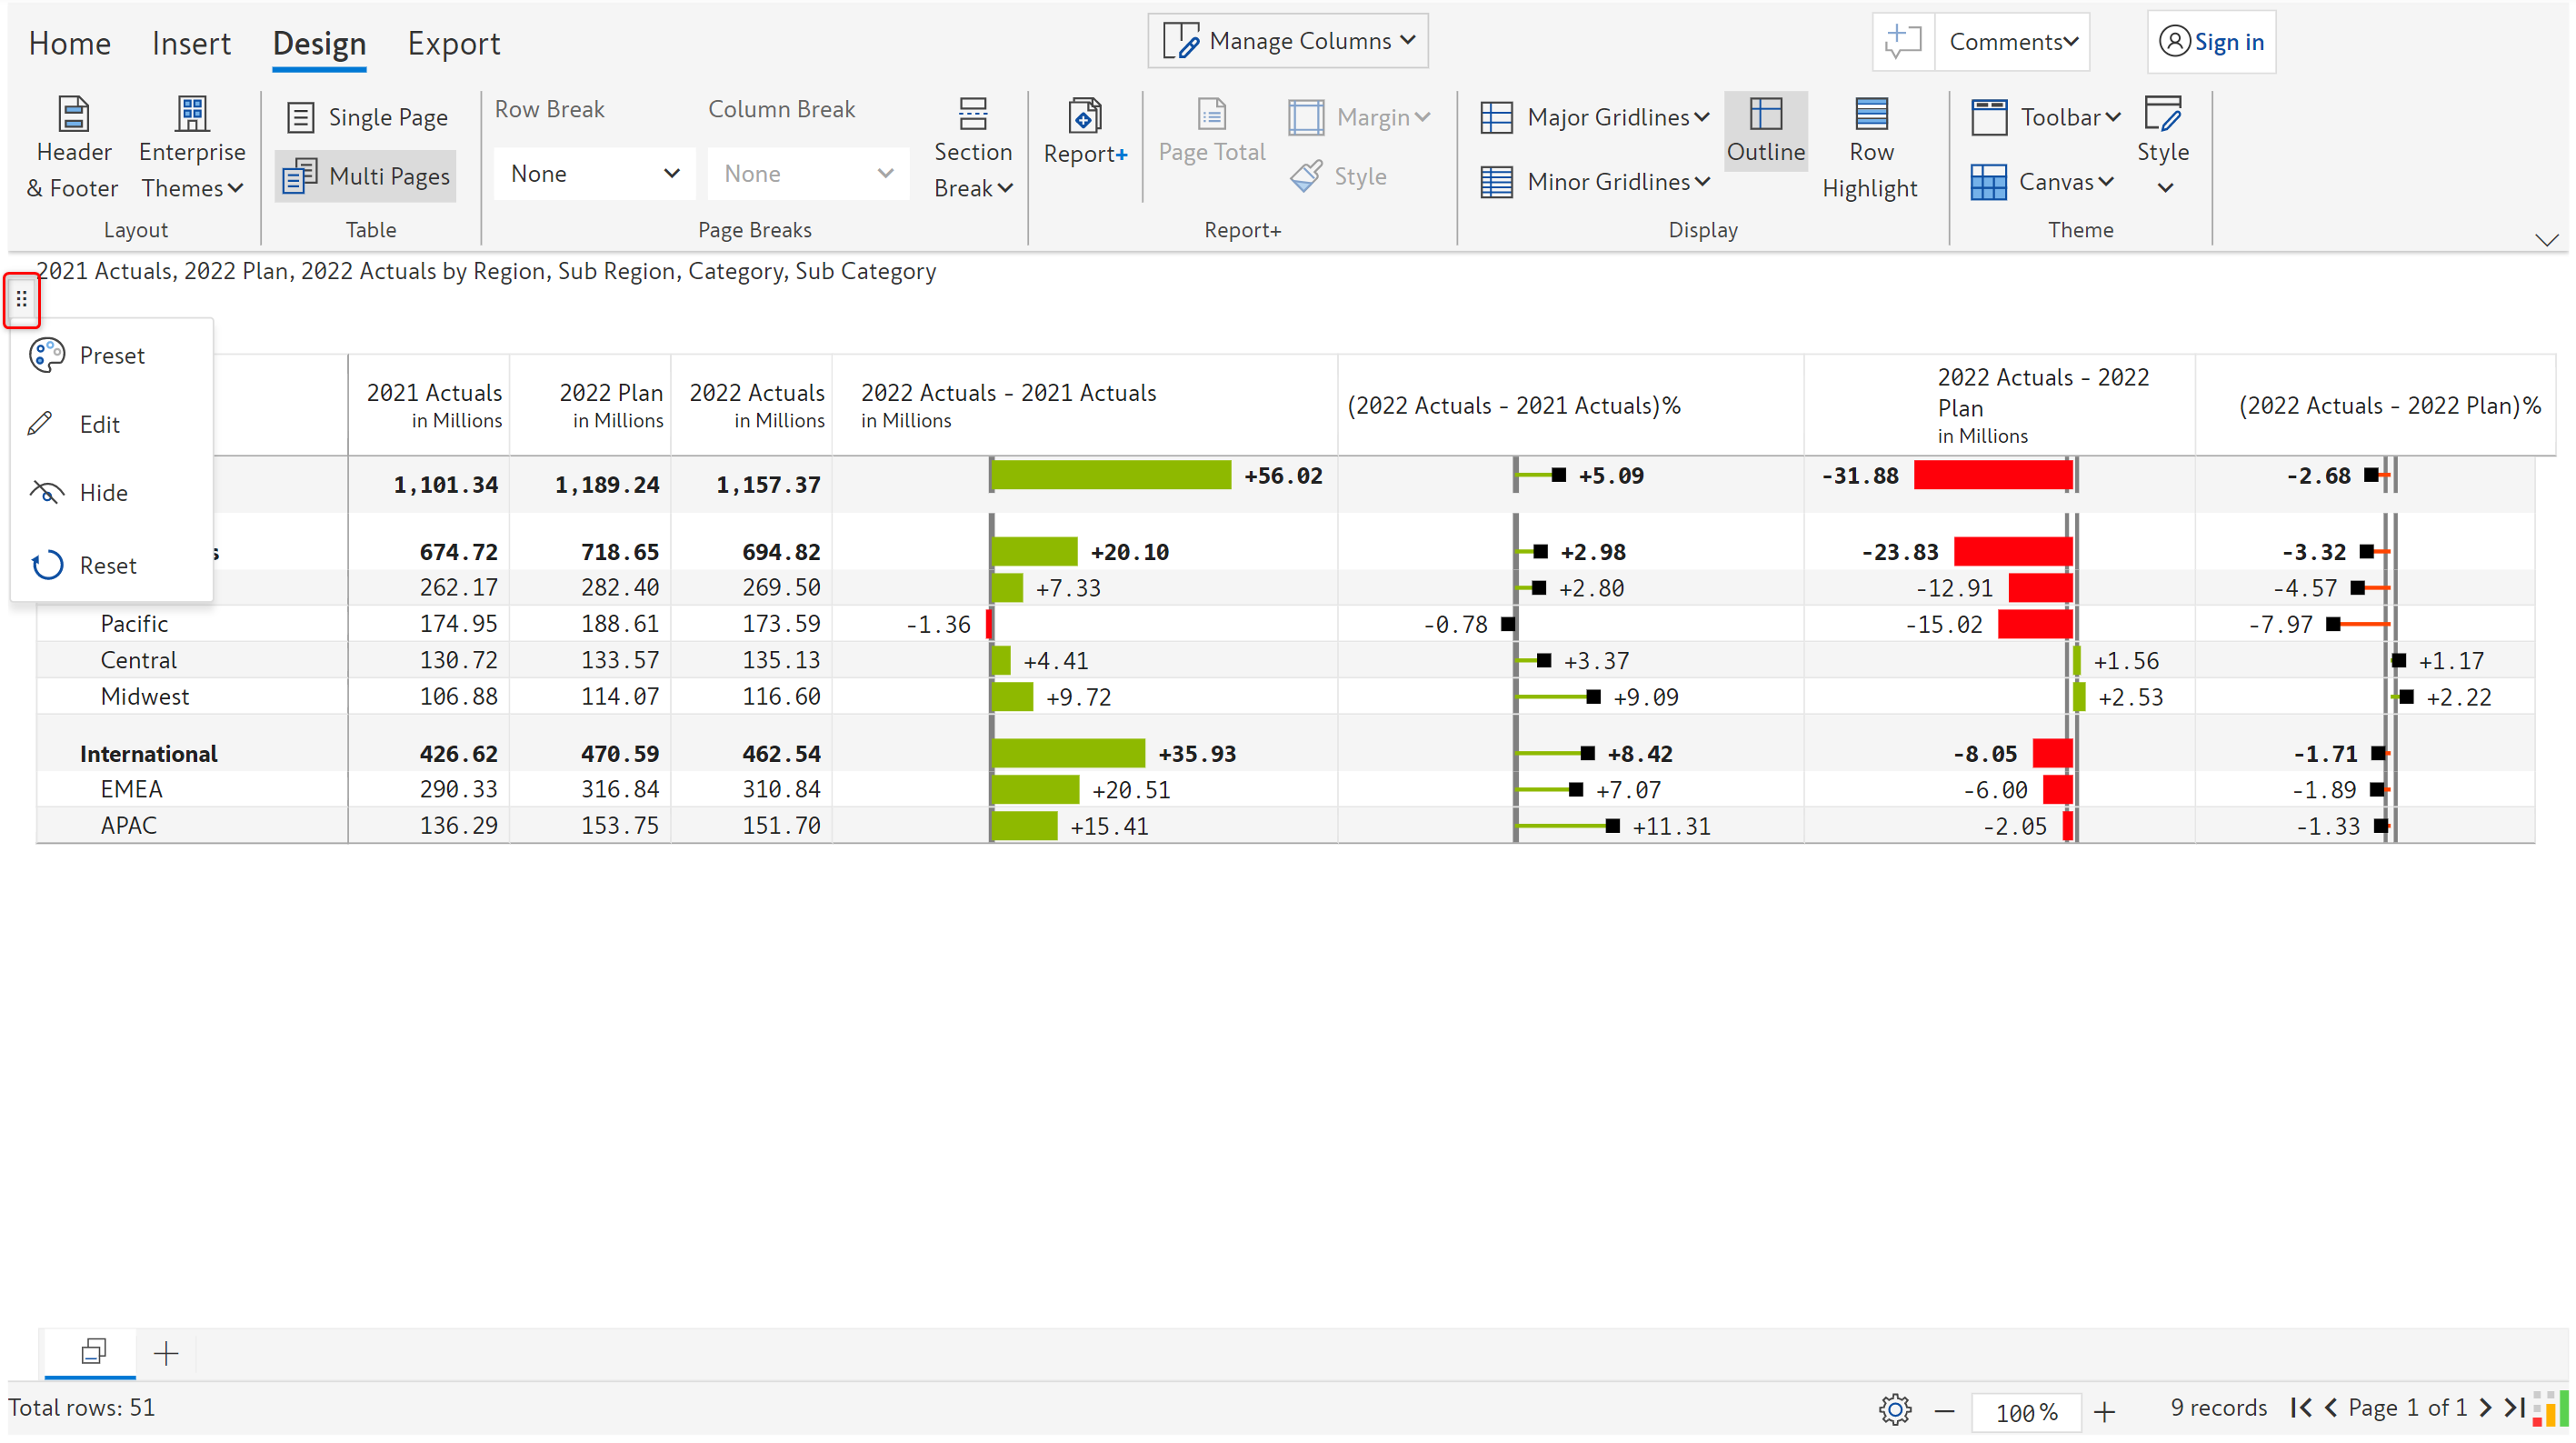 Home Insert Design Export Manage Columns Comments Sign in
Header & Footer Enterprise Themes Single Page Multi Pages Row Break None Column Break None Section Break Report+ Page Total Margin Style Major Gridlines Minor Gridlines Outline Row Highlight Toolbar Canvas Style
Layout Table Page Breaks Report+ Display Theme
2021 Actuals, 2022 Plan, 2022 Actuals by Region, Sub Region, Category, Sub Category
Preset
Edit
Hide
Reset
2021 Actuals in Millions 2022 Plan in Millions 2022 Actuals in Millions 2022 Actuals - 2021 Actuals in Millions (2022 Actuals - 2021 Actuals)% 2022 Actuals - 2022 Plan in Millions (2022 Actuals - 2022 Plan)%
1,101.34 1,189.24 1,157.37 +56.02 +5.09 -31.88 -2.68
s 674.72 718.65 694.82 +20.10 +2.98 -23.83 -3.32
262.17 282.40 269.50 +7.33 +2.80 -12.91 -4.57
Pacific 174.95 188.61 173.59 -1.36 -0.78 -15.02 -7.97
Central 130.72 133.57 135.13 +4.41 +3.37 +1.56 +1.17
Midwest 106.88 114.07 116.60 +9.72 +9.09 +2.53 +2.22
International 426.62 470.59 462.54 +35.93 +8.42 -8.05 -1.71
EMEA 290.33 316.84 310.84 +20.51 +7.07 -6.00 -1.89
APAC 136.29 153.75 151.70 +15.41 +11.31 -2.05 -1.33
Total rows: 51 100% 9 records Page 1 of 1